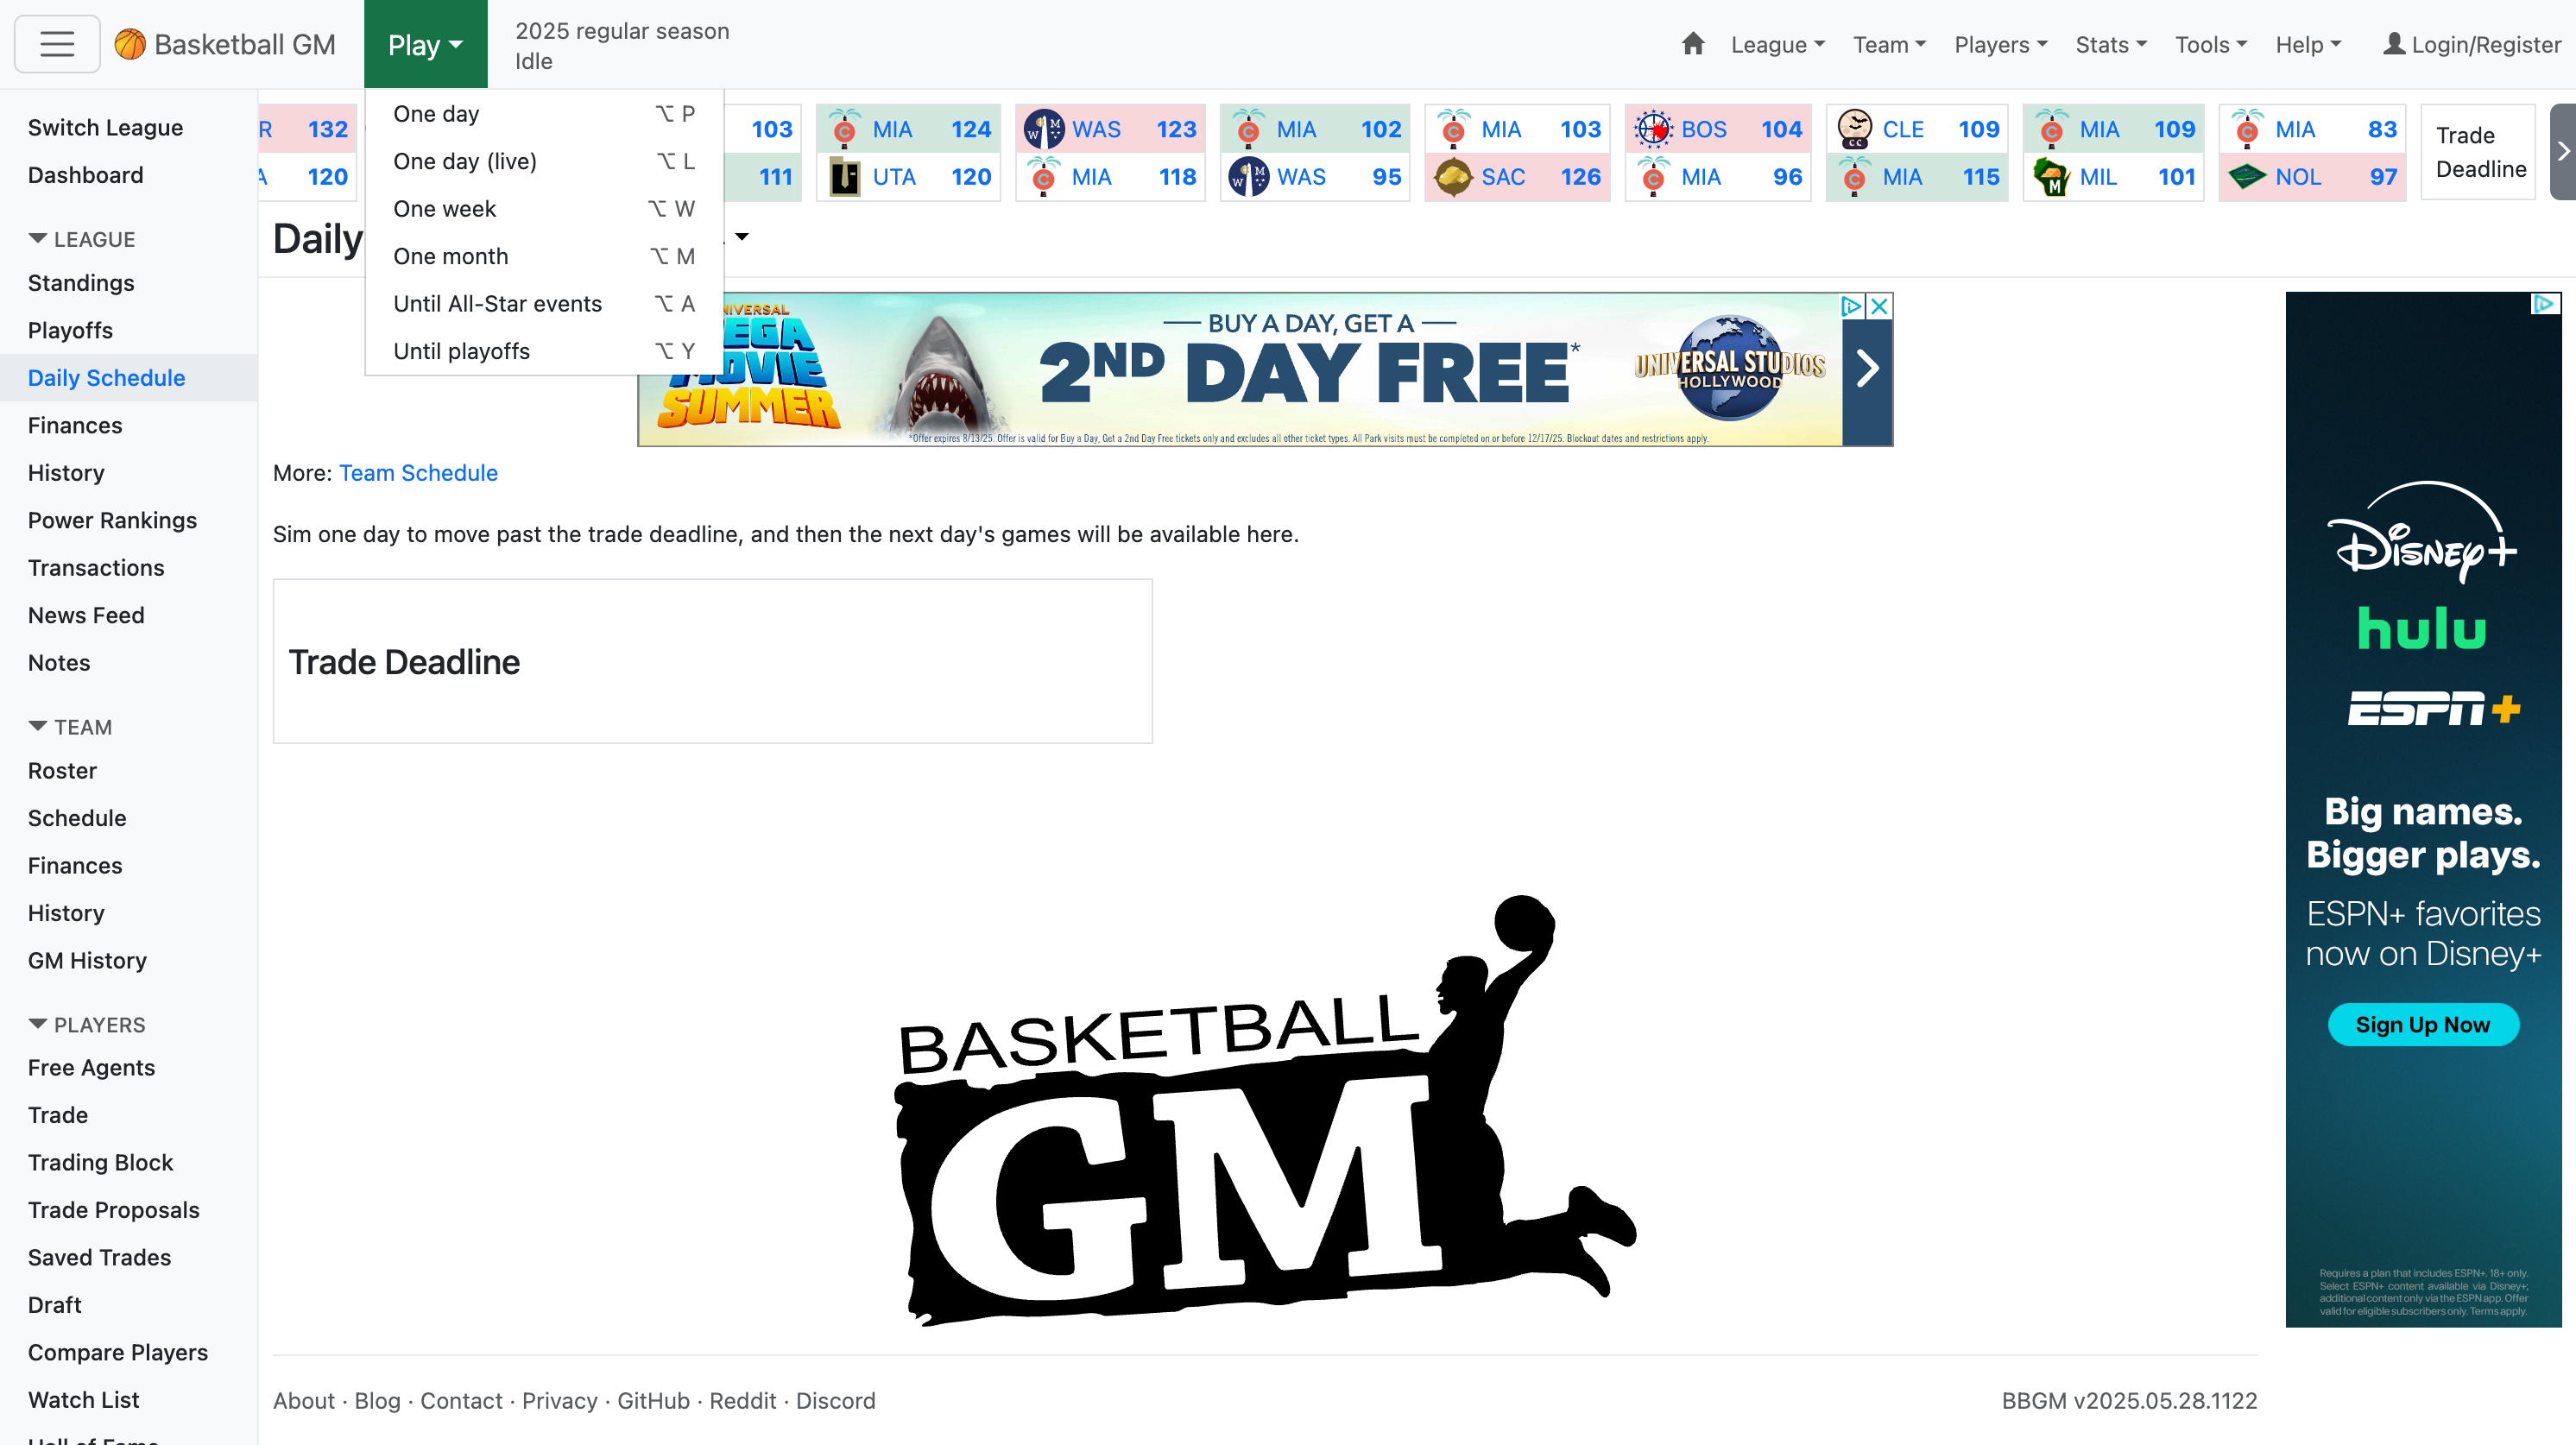 Basketball GM
Play
2025 regular season
Idle
League
Team
Players
Stats
Tools
Help
Login/Register
Switch League
Dashboard
LEAGUE
Standings
Playoffs
Daily Schedule
Finances
History
Power Rankings
Transactions
News Feed
Notes
TEAM
Roster
Schedule
Finances
History
GM History
PLAYERS
Free Agents
Trade
Trading Block
Trade Proposals
Saved Trades
Draft
Compare Players
Watch List
One day ⌥ P
One day (live) ⌥ L
One week ⌥ W
One month ⌥ M
Until All-Star events ⌥ A
Until playoffs ⌥ Y
R 132
A 120
103
111
MIA 124
UTA 120
WAS 123
MIA 118
MIA 102
WAS 95
MIA 103
SAC 126
BOS 104
MIA 96
CLE 109
MIA 115
MIA 109
MIL 101
MIA 83
NOL 97
Trade
Deadline
Daily
MOVIE
SUMMER
BUY A DAY, GET A
2ND DAY FREE*
UNIVERSAL STUDIOS
HOLLYWOOD
*Offer expires 8/13/25. Offer is valid for Buy a Day, Get a 2nd Day Free tickets only and excludes all other ticket types. All Park visits must be completed on or before 12/17/25. Blockout dates and restrictions apply.
More: Team Schedule
Sim one day to move past the trade deadline, and then the next day's games will be available here.
Trade Deadline
BASKETBALL
GM
Disney+
hulu
ESPN+
Big names.
Bigger plays.
ESPN+ favorites
now on Disney+
Sign Up Now
Requires a plan that includes ESPN+. 18+ only.
Select ESPN+ content available via Disney+;
additional content only via the ESPN app. Offer
valid for eligible subscribers only. Terms apply.
About · Blog · Contact · Privacy · GitHub · Reddit · Discord
BBGM v2025.05.28.1122